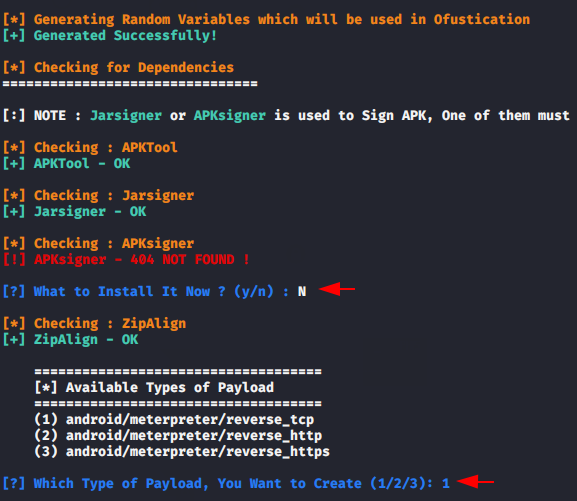 [*] Generating Random Variables which will be used in Ofustication
[+] Generated Successfully!
[*] Checking for Dependencies
================================
[:] NOTE : Jarsigner or APKsigner is used to Sign APK, One of them must
[*] Checking : APKTool
[+] APKTool - OK
[*] Checking : Jarsigner
[+] Jarsigner - OK
[*] Checking : APKsigner
[!] APKsigner - 404 NOT FOUND !
[?] What to Install It Now ? (y/n) : N
[*] Checking : ZipAlign
[+] ZipAlign - OK
====================================
[*] Available Types of Payload
====================================
(1) android/meterpreter/reverse_tcp
(2) android/meterpreter/reverse_http
(3) android/meterpreter/reverse_https
[?] Which Type of Payload, You Want to Create (1/2/3): 1